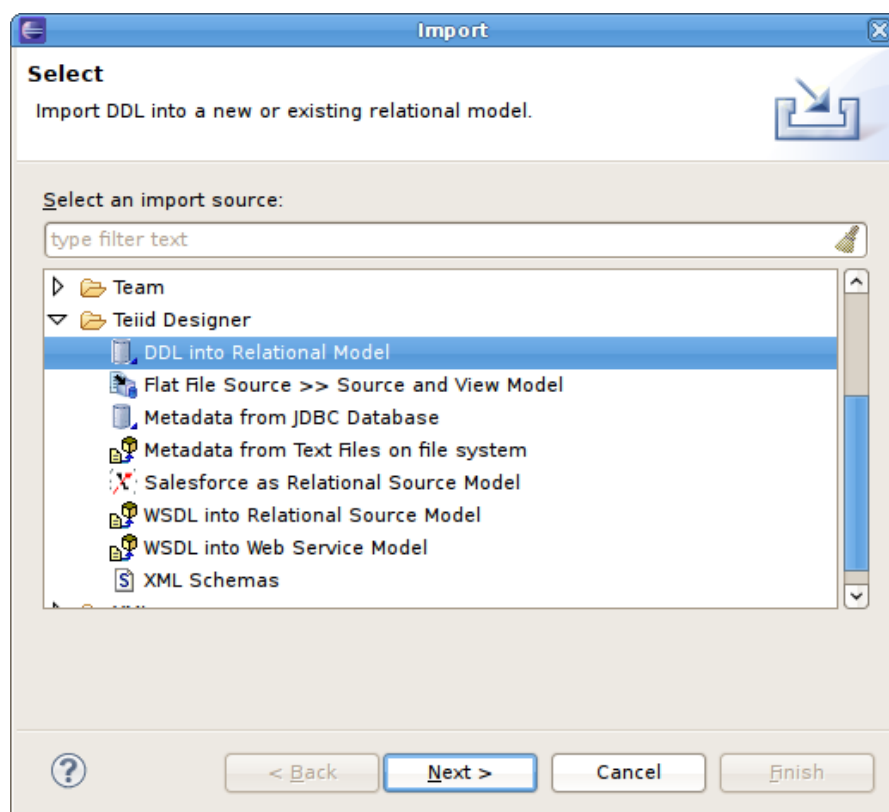 Import
Select
Import DDL into a new or existing relational model.
Select an import source:
type filter text
Team
Teiid Designer
DDL into Relational Model
Flat File Source >> Source and View Model
Metadata from JDBC Database
Metadata from Text Files on file system
Salesforce as Relational Source Model
WSDL into Relational Source Model
WSDL into Web Service Model
XML Schemas
? < Back Next > Cancel Finish